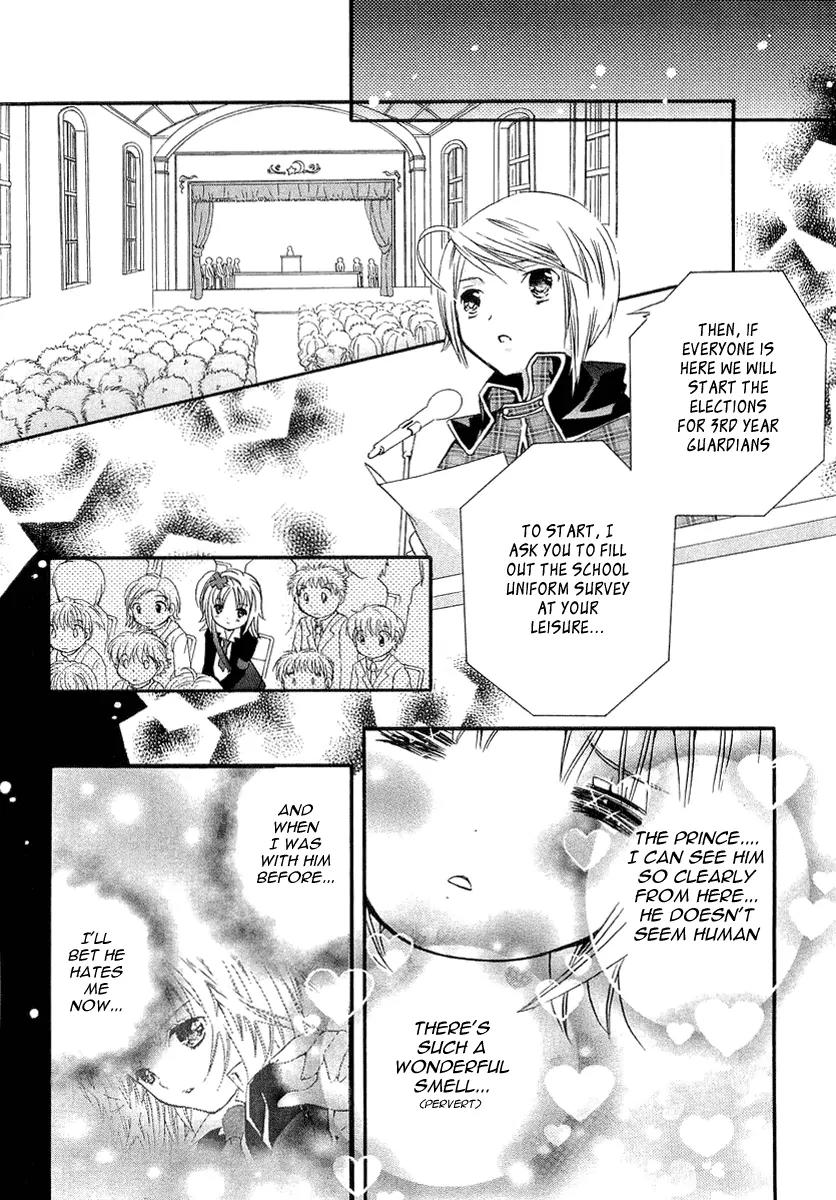 THEN, IF
EVERYONE IS
HERE WE WILL
START THE
ELECTIONS
FOR 3RD YEAR
GUARDIANS
TO START, I
ASK YOU TO FILL
OUT THE SCHOOL
UNIFORM SURVEY
AT YOUR
LEISURE...
THE PRINCE....
I CAN SEE HIM
SO CLEARLY
FROM HERE...
HE DOESN'T
SEEM HUMAN
THERE'S
SUCH A
WONDERFUL
SMELL...
(PERVERT)
AND
WHEN
I WAS
WITH HIM
BEFORE...
I'LL
BET HE
HATES
ME
NOW...